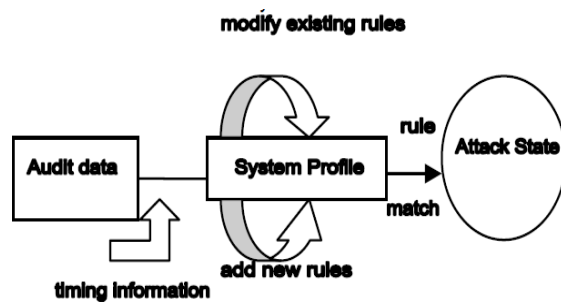 modify existing rules
Audit data
System Profile
rule
match
Attack State
add new rules
timing information